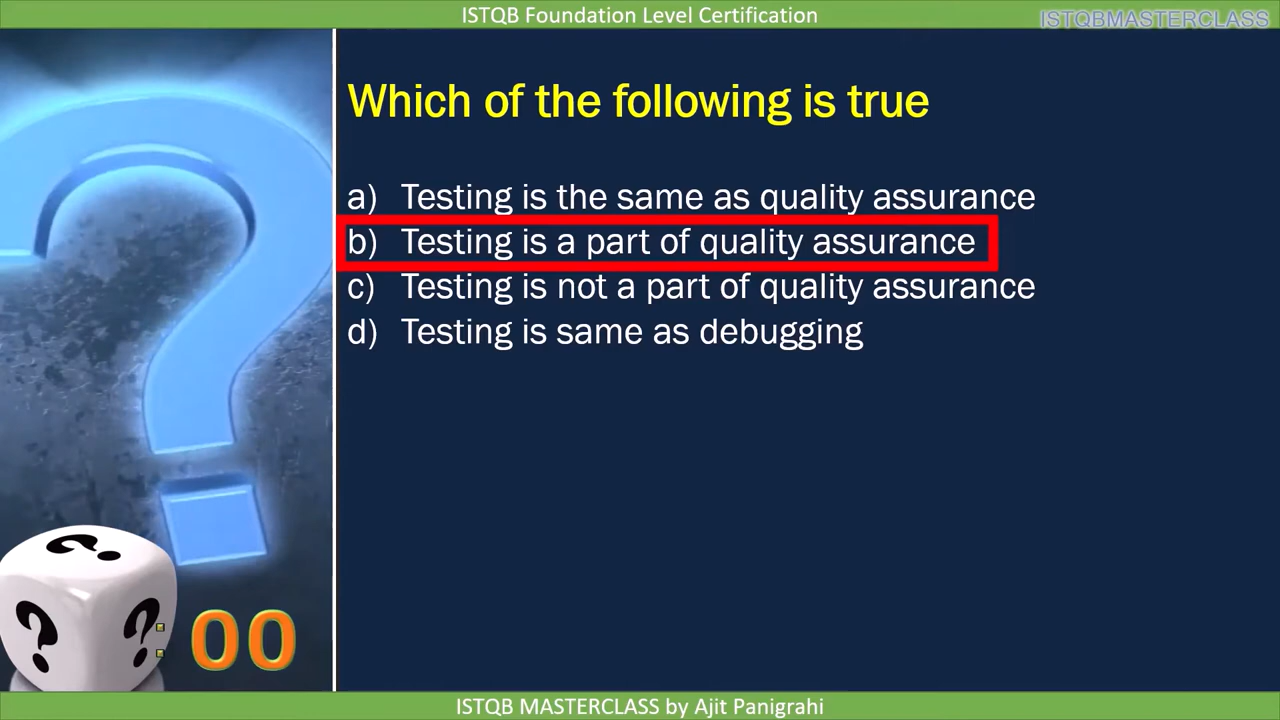 ISTQB Foundation Level Certification
ISTQBMASTERCLASS
Which of the following is true
a) Testing is the same as quality assurance
b) Testing is a part of quality assurance
c) Testing is not a part of quality assurance
d) Testing is same as debugging
: 00
ISTQB MASTERCLASS by Ajit Panigrahi